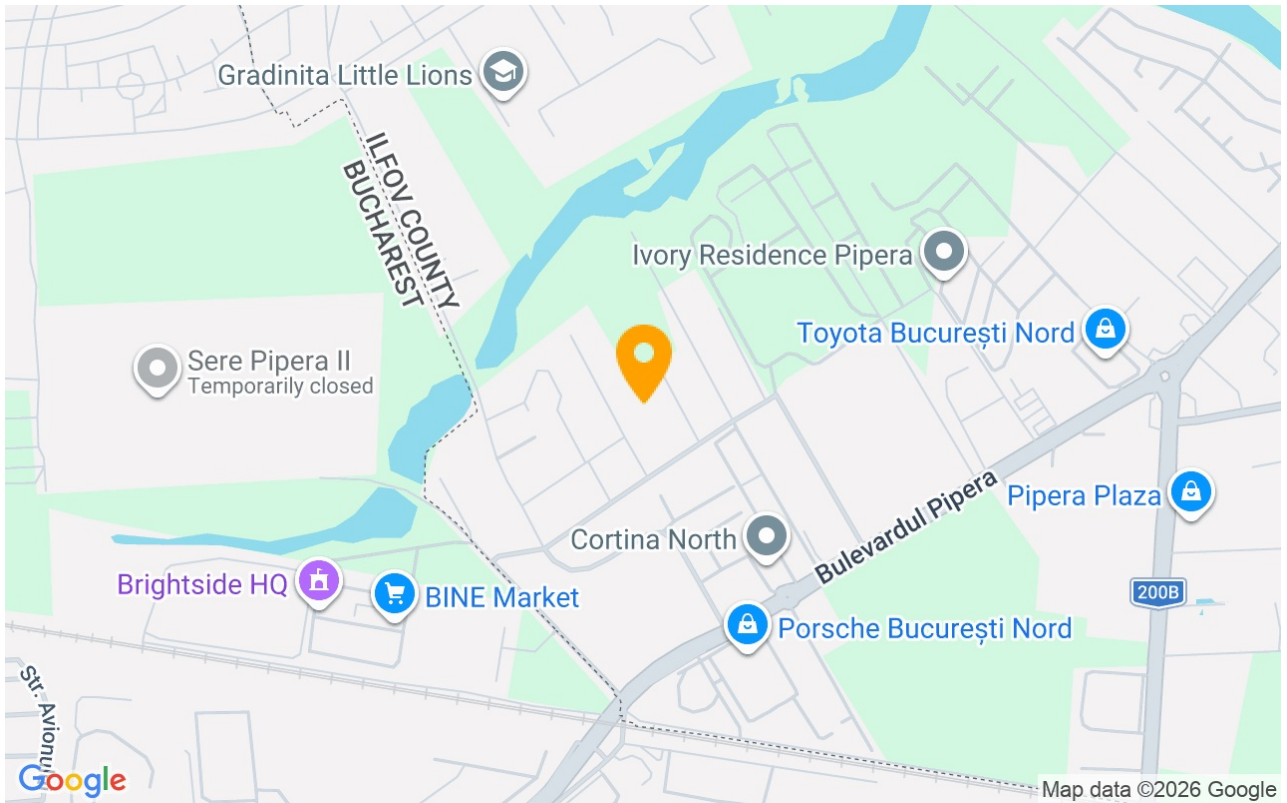 Gradinita Little Lions
ILFOV COUNTY
BUCHAREST
Ivory Residence Pipera
Toyota București Nord
Sere Pipera II
Temporarily closed
Bulevardul Pipera
Pipera Plaza
Cortina North
Brightside HQ
BINE Market
200B
Porsche București Nord
Str.
Google
Map data ©2026 Google